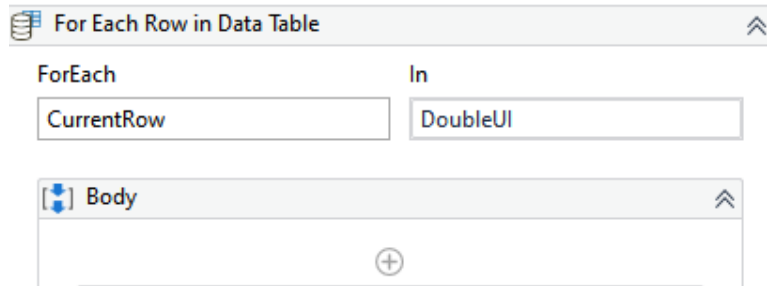 For Each Row in Data Table
ForEach In
CurrentRow DoubleUI
Body